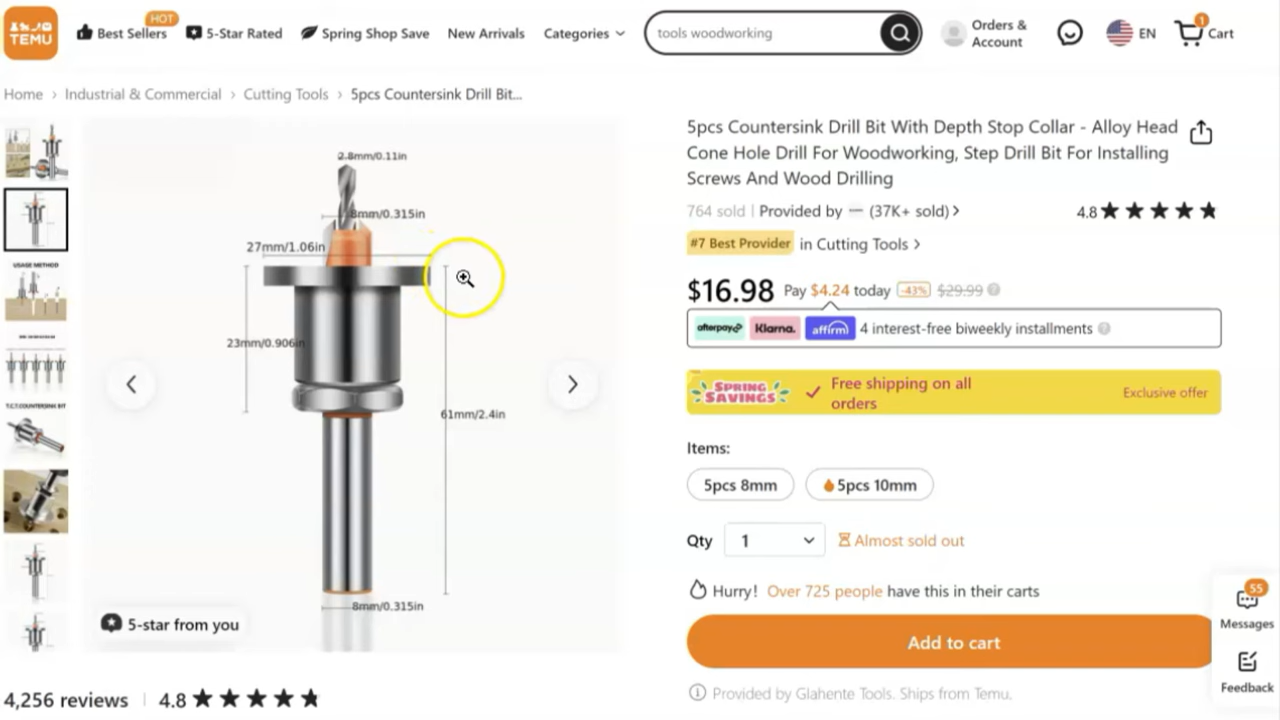 TEMU
Best Sellers
HOT
5-Star Rated
Spring Shop Save
New Arrivals
Categories
tools woodworking
Orders & Account
EN
1
Cart
Home > Industrial & Commercial > Cutting Tools > 5pcs Countersink Drill Bit...
USAGE METHOD
T.C.T.COUNTERSINK BIT
2.8mm/0.11in
8mm/0.315in
27mm/1.06in
23mm/0.906in
61mm/2.4in
8mm/0.315in
5-star from you
4,256 reviews | 4.8
5pcs Countersink Drill Bit With Depth Stop Collar - Alloy Head
Cone Hole Drill For Woodworking, Step Drill Bit For Installing
Screws And Wood Drilling
764 sold | Provided by — (37K+ sold) >
4.8
#7 Best Provider in Cutting Tools >
$16.98 Pay $4.24 today -43% $29.99
afterpay Klarna. affirm 4 interest-free biweekly installments
SPRING
SAVINGS
Free shipping on all
orders
Exclusive offer
Items:
5pcs 8mm
5pcs 10mm
Qty 1 Almost sold out
Hurry! Over 725 people have this in their carts
Add to cart
Provided by Glahente Tools. Ships from Temu.
55
Messages
Feedback